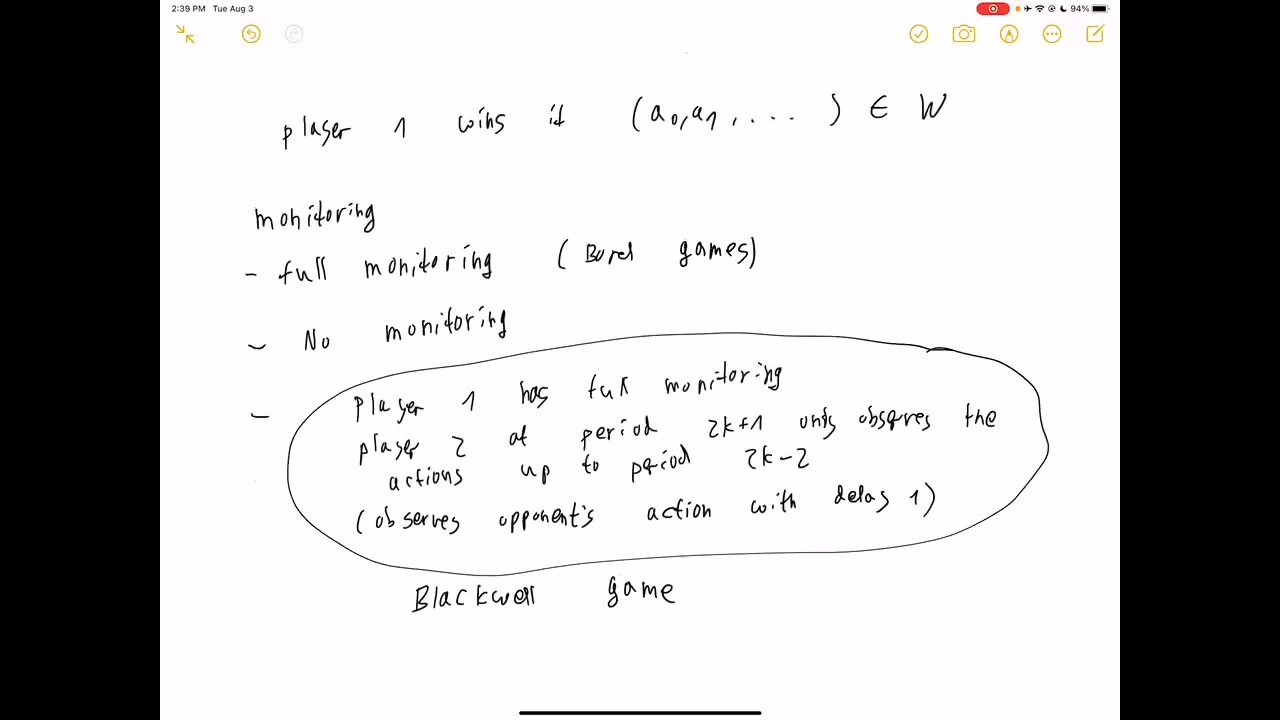 2:39 PM Tue Aug 3 94%
player 1 wins if (a₀, a₁, .... ) ∈ W
monitoring
- full monitoring (Borel games)
- No monitoring
- player 1 has full monitoring
player 2 at period 2k+1 only observes the
actions up to period 2k-2
(observes opponent's action with delay 1)
Blackwell game